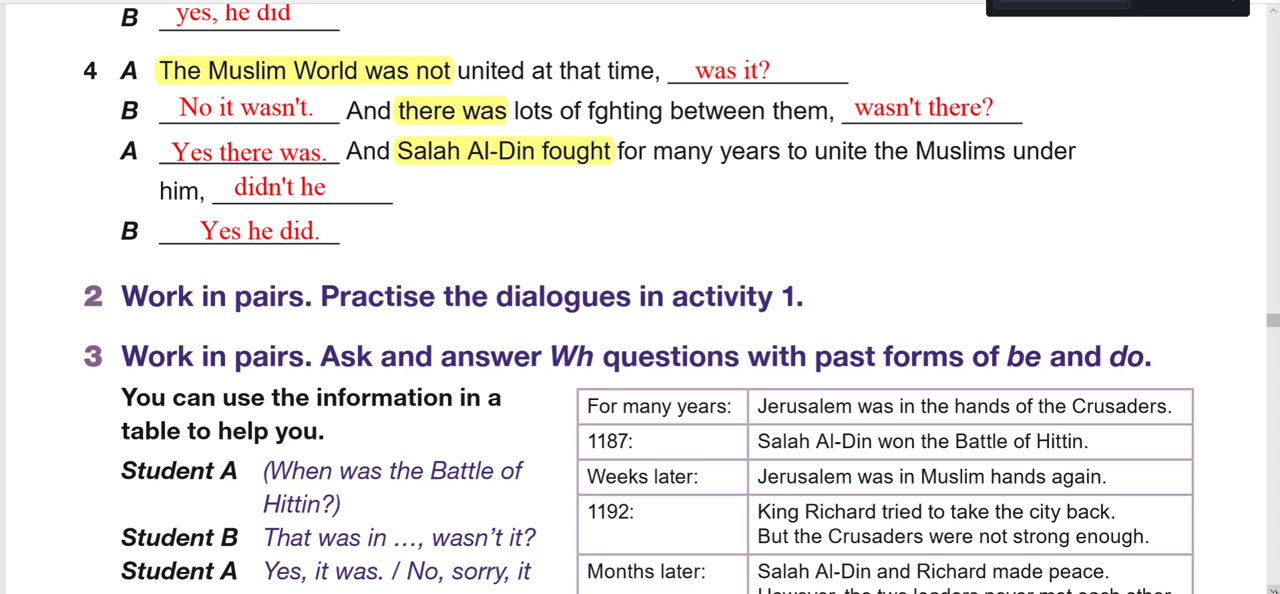 B yes, he did
4 A The Muslim World was not united at that time, was it?
B No it wasn't. And there was lots of fghting between them, wasn't there?
A Yes there was. And Salah Al-Din fought for many years to unite the Muslims under
him, didn't he
B Yes he did.
2 Work in pairs. Practise the dialogues in activity 1.
3 Work in pairs. Ask and answer Wh questions with past forms of be and do.
You can use the information in a
table to help you.
Student A (When was the Battle of
Hittin?)
Student B That was in …, wasn't it?
Student A Yes, it was. / No, sorry, it
For many years: Jerusalem was in the hands of the Crusaders.
1187: Salah Al-Din won the Battle of Hittin.
Weeks later: Jerusalem was in Muslim hands again.
1192: King Richard tried to take the city back.
But the Crusaders were not strong enough.
Months later: Salah Al-Din and Richard made peace.
However, the two leaders never met each other